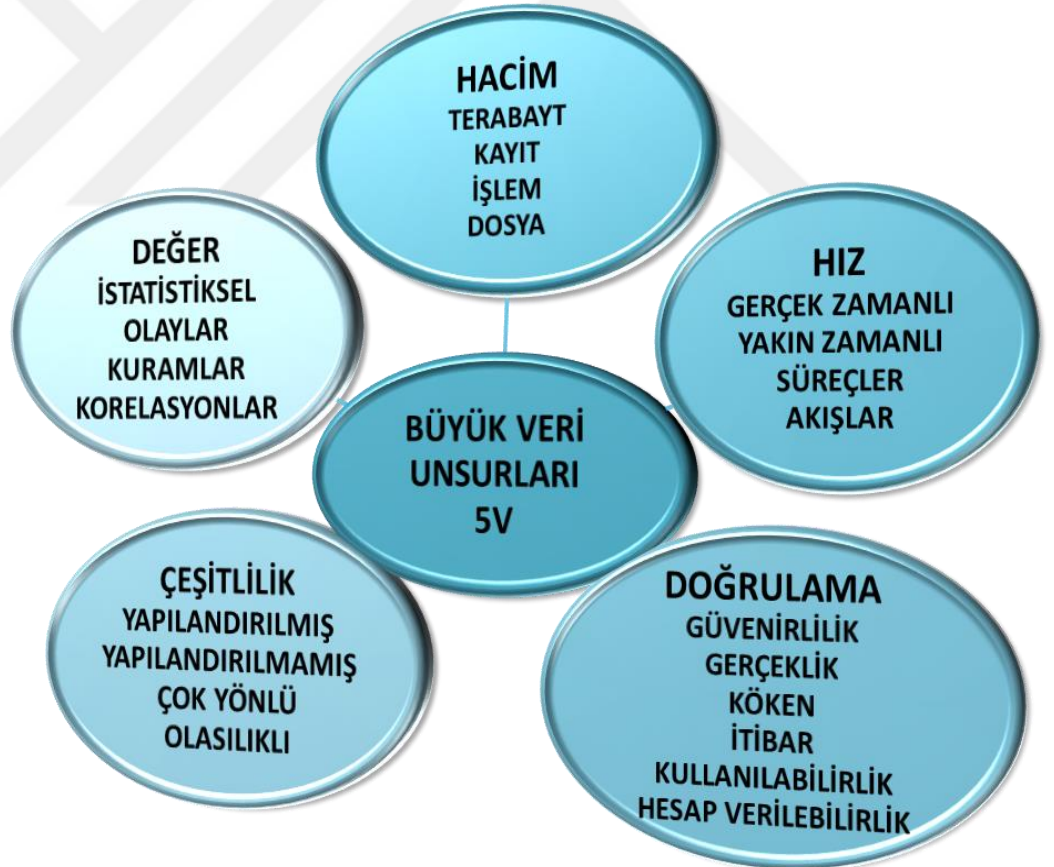 HACİM
TERABAYT
KAYIT
İŞLEM
DOSYA
DEĞER
İSTATİSTİKSEL
OLAYLAR
KURAMLAR
KORELASYONLAR
HIZ
GERÇEK ZAMANLI
YAKIN ZAMANLI
SÜREÇLER
AKIŞLAR
BÜYÜK VERİ
UNSURLARI
5V
ÇEŞİTLİLİK
YAPILANDIRILMIŞ
YAPILANDIRILMAMIŞ
ÇOK YÖNLÜ
OLASILIKLI
DOĞRULAMA
GÜVENİRLİLİK
GERÇEKLİK
KÖKEN
İTİBAR
KULLANILABİLİRLİK
HESAP VERİLEBİLİRLİK